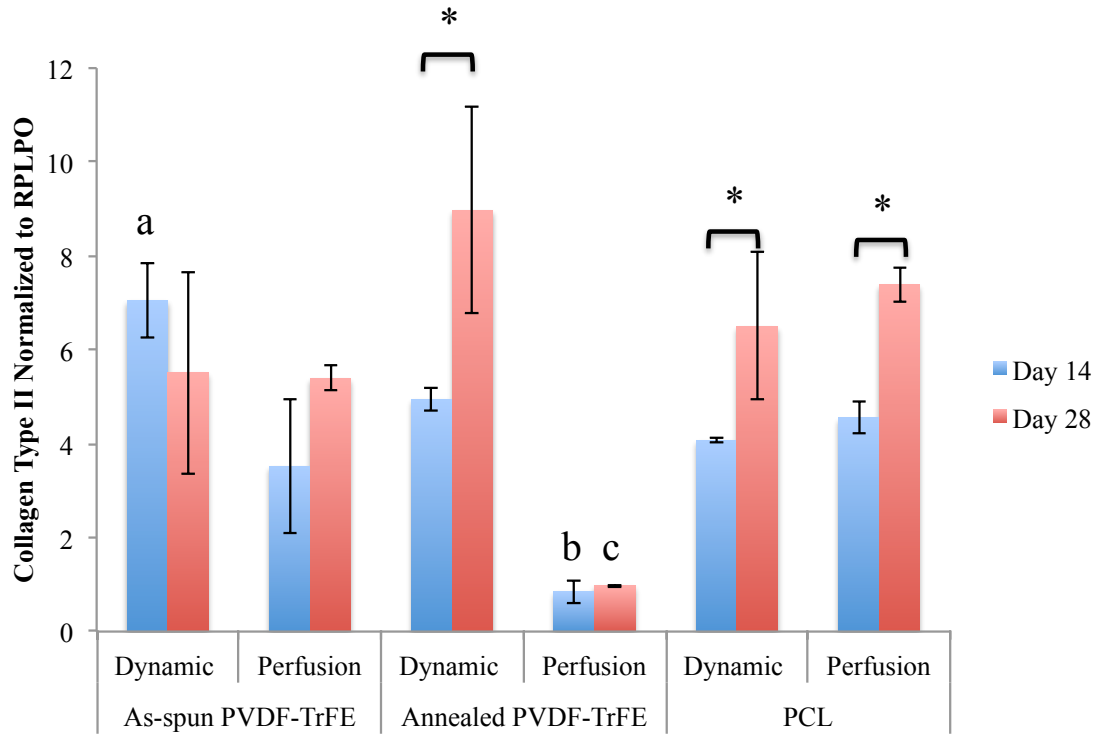 *
12
10
8
6
4
2
0
Collagen Type II Normalized to RPLPO
a
b c
*
*
Day 14
Day 28
Dynamic Perfusion Dynamic Perfusion Dynamic Perfusion
As-spun PVDF-TrFE Annealed PVDF-TrFE PCL